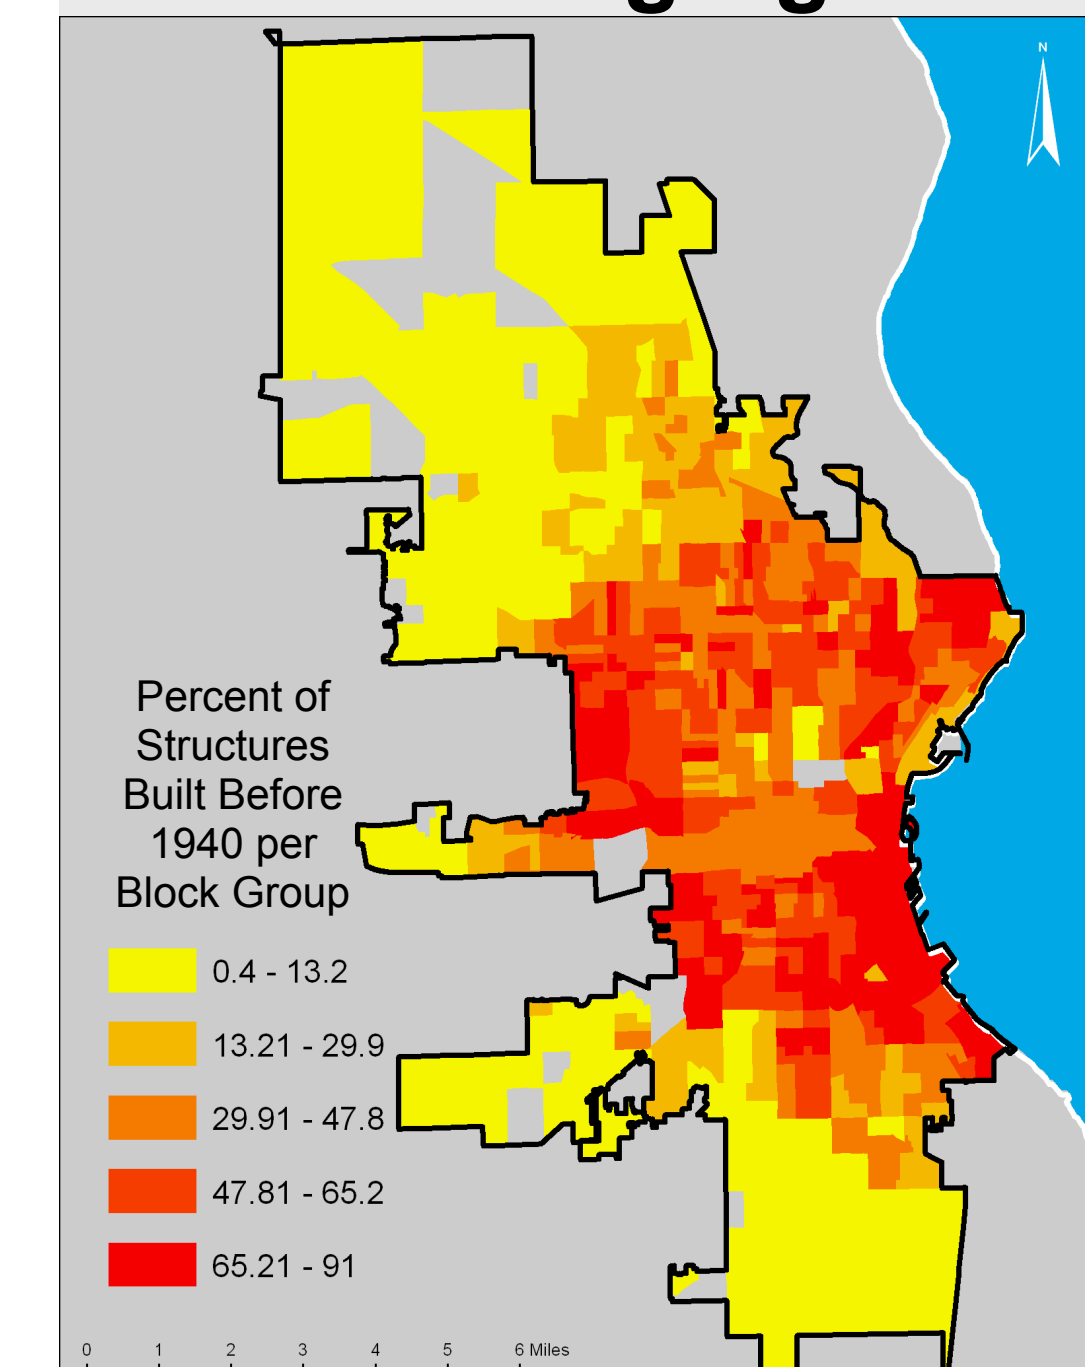 N
Percent of
Structures
Built Before
1940 per
Block Group
0.4 - 13.2
13.21 - 29.9
29.91 - 47.8
47.81 - 65.2
65.21 - 91
0 1 2 3 4 5 6 Miles